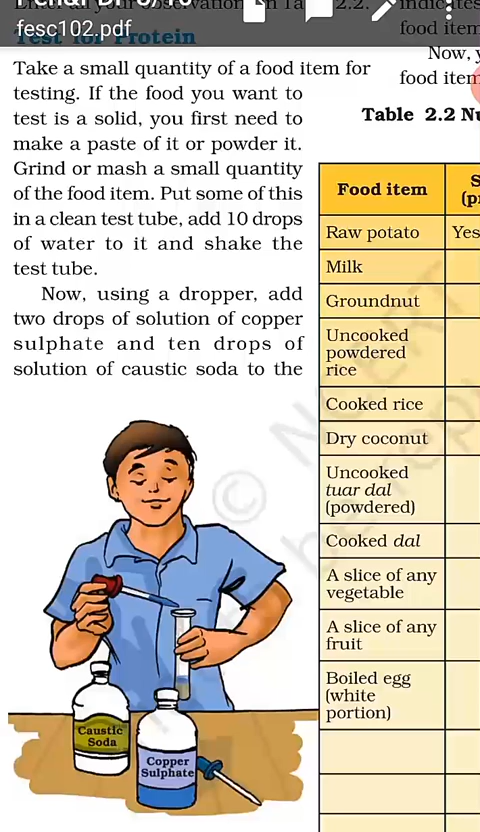 fesc102.pdf
2.2.
Test for Protein
Take a small quantity of a food item for
testing. If the food you want to
test is a solid, you first need to
make a paste of it or powder it.
Grind or mash a small quantity
of the food item. Put some of this
in a clean test tube, add 10 drops
of water to it and shake the
test tube.
Now, using a dropper, add
two drops of solution of copper
sulphate and ten drops of
solution of caustic soda to the
Caustic
Soda
Copper
Sulphate
indicates
food item
Now, y
food item
Table 2.2 Nu
Food item
S
(pr
Raw potato
Yes
Milk
Groundnut
Uncooked
powdered
rice
Cooked rice
Dry coconut
Uncooked
tuar dal
(powdered)
Cooked dal
A slice of any
vegetable
A slice of any
fruit
Boiled egg
(white
portion)
© NCERT